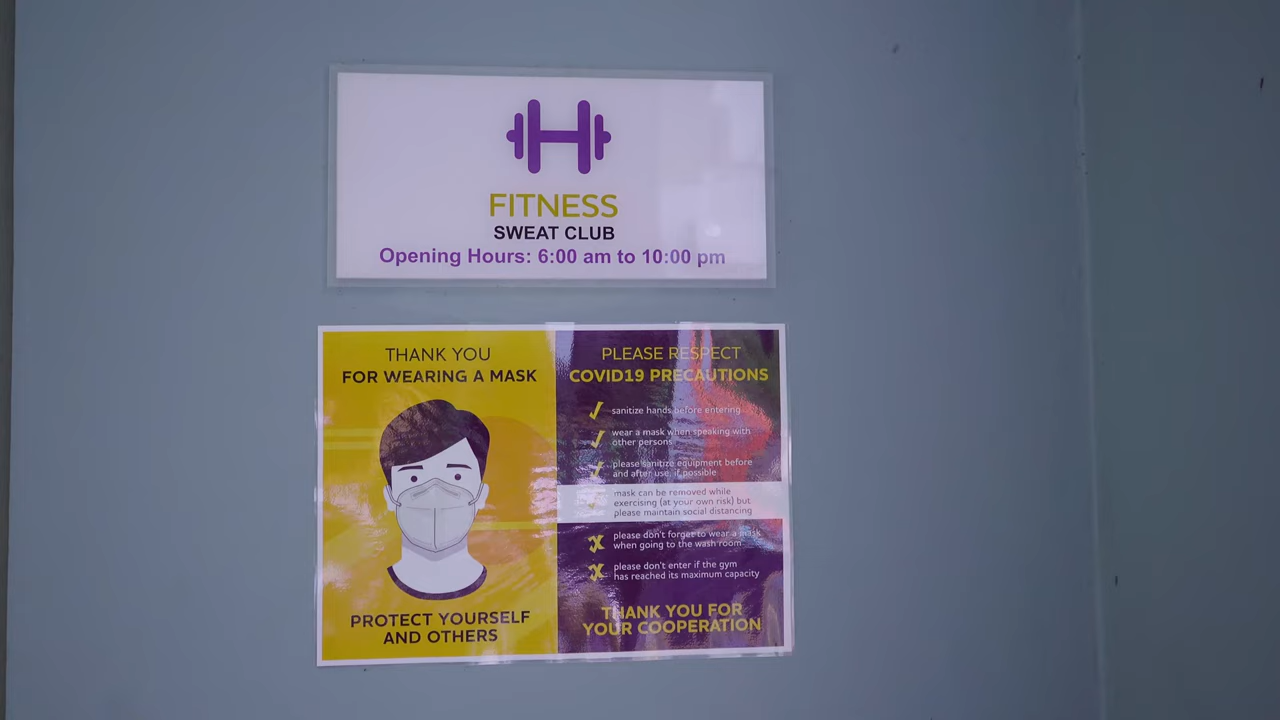 FITNESS
SWEAT CLUB
Opening Hours: 6:00 am to 10:00 pm
THANK YOU
FOR WEARING A MASK
PROTECT YOURSELF
AND OTHERS
PLEASE RESPECT
COVID19 PRECAUTIONS
sanitize hands before entering
wear a mask when speaking with
other persons
please sanitize equipment before
and after use, if possible
mask can be removed while
exercising (at your own risk) but
please maintain social distancing
please don't forget to wear a mask
when going to the wash room
please don't enter if the gym
has reached its maximum capacity
THANK YOU FOR
YOUR COOPERATION